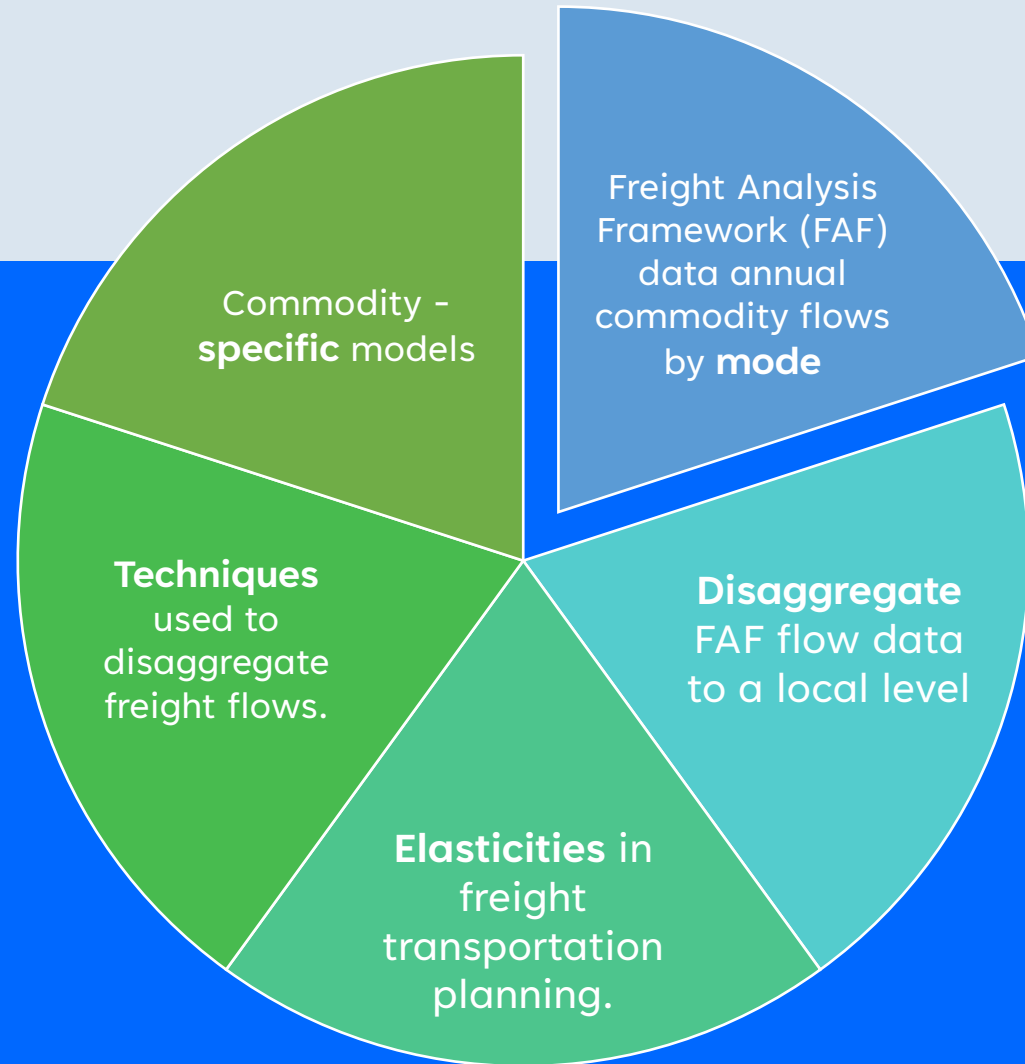 Freight Analysis
Framework (FAF)
data annual
commodity flows
by mode
Disaggregate
FAF flow data
to a local level
Elasticities in
freight
transportation
planning.
Techniques
used to
disaggregate
freight flows.
Commodity -
specific models